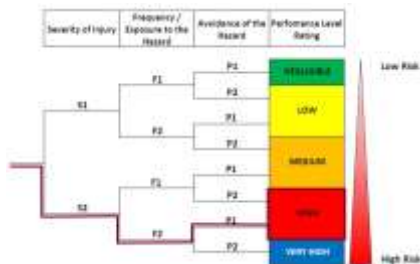 Severity of Injury
Frequency /
Exposure to the
Hazard
Avoidance of the
Hazard
Performance Level
Rating
S1
S2
F1
F2
F1
F2
P1
P2
P1
P2
P1
P2
P1
P2
NEGLIGIBLE
LOW
MEDIUM
HIGH
VERY HIGH
Low Risk
High Risk